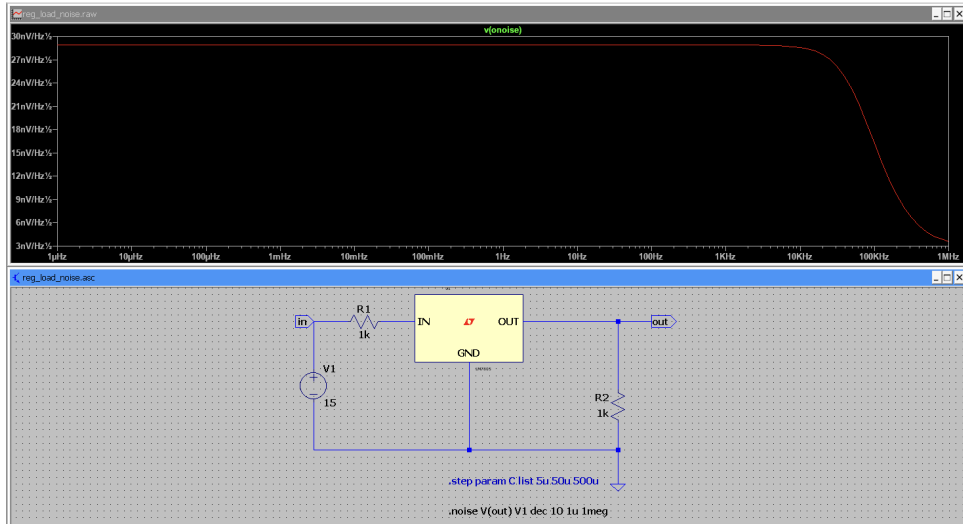 reg_load_noise.raw
v(onoise)
30nV/Hz½
27nV/Hz½
24nV/Hz½
21nV/Hz½
18nV/Hz½
15nV/Hz½
12nV/Hz½
9nV/Hz½
6nV/Hz½
3nV/Hz½
1µHz 10µHz 100µHz 1mHz 10mHz 100mHz 1Hz 10Hz 100Hz 1KHz 10KHz 100KHz 1MHz
reg_load_noise.asc
in
R1
1k
IN
OUT
GND
out
V1
15
R2
1k
.step param C list 5u 50u 500u
.noise V(out) V1 dec 10 1u 1meg